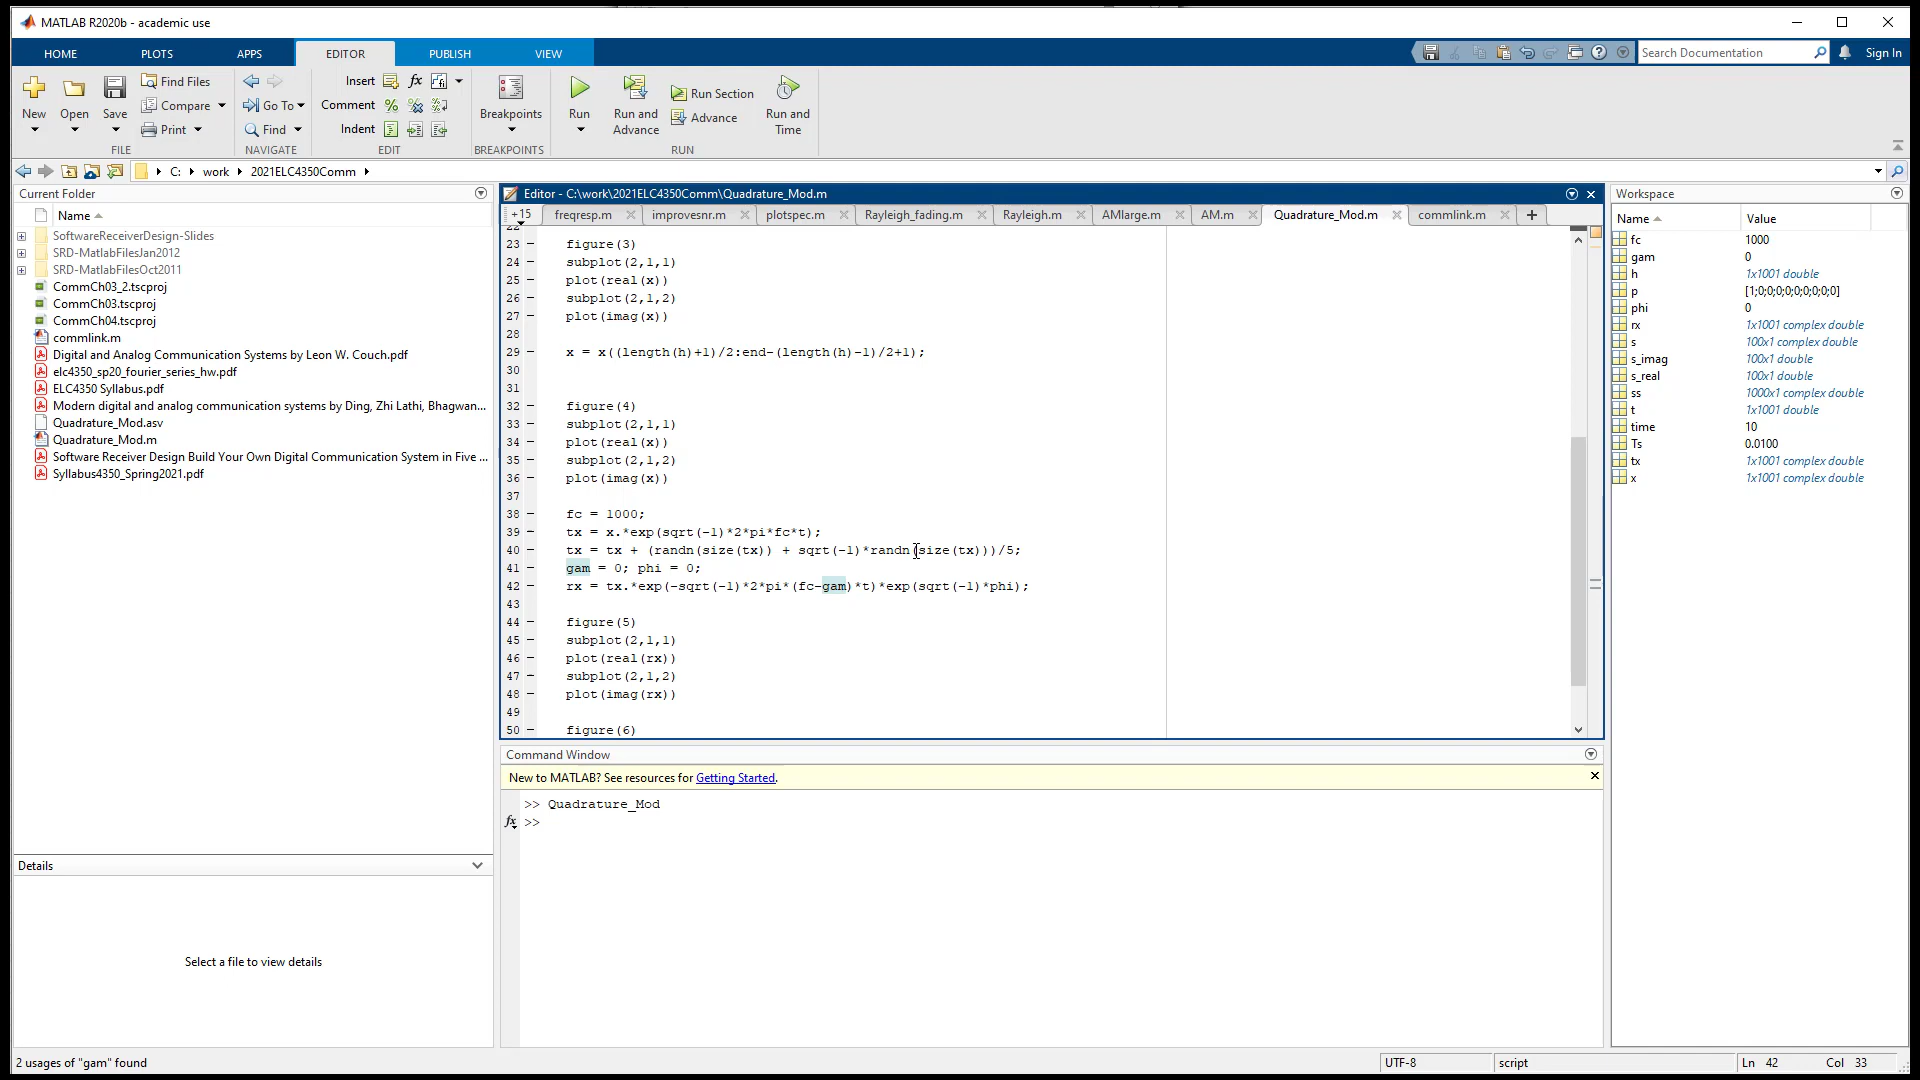 MATLAB R2020b - academic use
HOME PLOTS APPS EDITOR PUBLISH VIEW
Search Documentation
Sign In
New
Open
Save
Find Files
Compare
Print
FILE
Go To
Find
NAVIGATE
Insert
Comment
Indent
EDIT
Breakpoints
BREAKPOINTS
Run
Run and Advance
Run Section
Advance
Run and Time
RUN
C: work 2021ELC4350Comm
Current Folder
Name
SoftwareReceiverDesign-Slides
SRD-MatlabFilesJan2012
SRD-MatlabFilesOct2011
CommCh03_2.tscproj
CommCh03.tscproj
CommCh04.tscproj
commlink.m
Digital and Analog Communication Systems by Leon W. Couch.pdf
elc4350_sp20_fourier_series_hw.pdf
ELC4350 Syllabus.pdf
Modern digital and analog communication systems by Ding, Zhi Lathi, Bhagwan...
Quadrature_Mod.asv
Quadrature_Mod.m
Software Receiver Design Build Your Own Digital Communication System in Five ...
Syllabus4350_Spring2021.pdf
Details
Select a file to view details
Editor - C:\work\2021ELC4350Comm\Quadrature_Mod.m
+15 freqresp.m improvesnr.m plotspec.m Rayleigh_fading.m Rayleigh.m AMlarge.m AM.m Quadrature_Mod.m commlink.m
22
23 - figure(3)
24 - subplot(2,1,1)
25 - plot(real(x))
26 - subplot(2,1,2)
27 - plot(imag(x))
28
29 - x = x((length(h)+1)/2:end-(length(h)-1)/2+1);
30
31
32 - figure(4)
33 - subplot(2,1,1)
34 - plot(real(x))
35 - subplot(2,1,2)
36 - plot(imag(x))
37
38 - fc = 1000;
39 - tx = x.*exp(sqrt(-1)*2*pi*fc*t);
40 - tx = tx + (randn(size(tx)) + sqrt(-1)*randn(size(tx)))/5;
41 - gam = 0; phi = 0;
42 - rx = tx.*exp(-sqrt(-1)*2*pi*(fc-gam)*t)*exp(sqrt(-1)*phi);
43
44 - figure(5)
45 - subplot(2,1,1)
46 - plot(real(rx))
47 - subplot(2,1,2)
48 - plot(imag(rx))
49
50 - figure(6)
Command Window
New to MATLAB? See resources for Getting Started.
>> Quadrature_Mod
fx >>
Workspace
Name Value
fc 1000
gam 0
h 1x1001 double
p [1;0;0;0;0;0;0;0;0;0]
phi 0
rx 1x1001 complex double
s 100x1 complex double
s_imag 100x1 double
s_real 100x1 double
ss 1000x1 complex double
t 1x1001 double
time 10
Ts 0.0100
tx 1x1001 complex double
x 1x1001 complex double
2 usages of "gam" found
UTF-8
script
Ln 42 Col 33